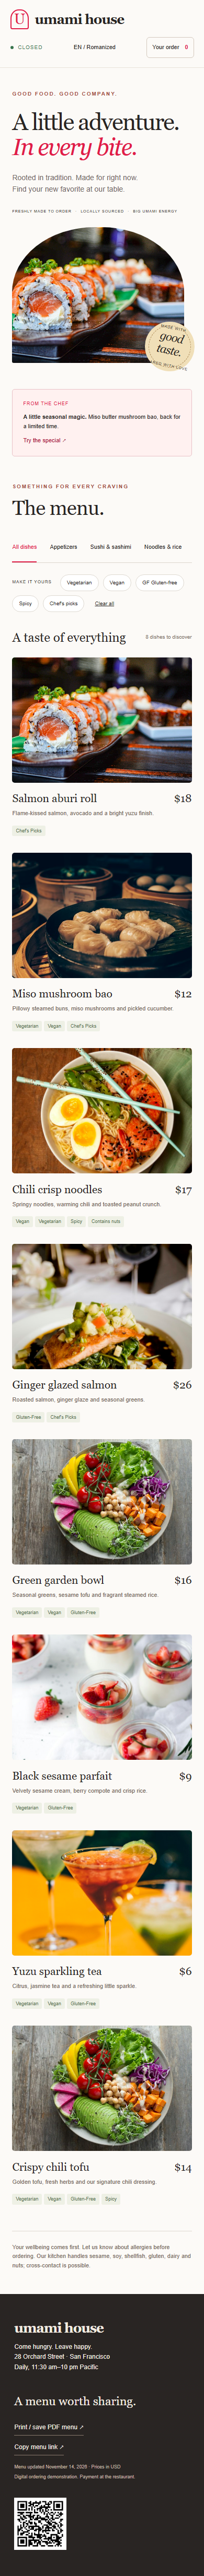 U umami house
CLOSED
EN / Romanized
Your order 0
GOOD FOOD. GOOD COMPANY.
A little adventure.
In every bite.
Rooted in tradition. Made for right now.
Find your new favorite at our table.
FRESHLY MADE TO ORDER
LOCALLY SOURCED
BIG UMAMI ENERGY
MADE WITH
good
taste.
FROM THE CHEF
A little seasonal magic. Miso butter mushroom bao, back for
a limited time.
Try the special ↗
SOMETHING FOR EVERY CRAVING
The menu.
All dishes
Appetizers
Sushi & sashimi
Noodles & rice
MAKE IT YOURS
Vegetarian
Vegan
GF Gluten-free
Spicy
Chef's picks
Clear all
A taste of everything
8 dishes to discover
Salmon aburi roll $18
Flame-kissed salmon, avocado and a bright yuzu finish.
Chef's Picks
Miso mushroom bao $12
Pillowy steamed buns, miso mushrooms and pickled cucumber.
Vegetarian Vegan Chef's Picks
Chili crisp noodles $17
Springy noodles, warming chili and toasted peanut crunch.
Vegan Vegetarian Spicy Contains nuts
Ginger glazed salmon $26
Roasted salmon, ginger glaze and seasonal greens.
Gluten-Free Chef's Picks
Green garden bowl $16
Seasonal greens, sesame tofu and fragrant steamed rice.
Vegetarian Vegan Gluten-Free
Black sesame parfait $9
Velvety sesame cream, berry compote and crisp rice.
Vegetarian Gluten-Free
Yuzu sparkling tea $6
Citrus, jasmine tea and a refreshing little sparkle.
Vegetarian Vegan Gluten-Free
Crispy chili tofu $14
Golden tofu, fresh herbs and our signature chili dressing.
Vegetarian Vegan Gluten-Free Spicy
Your wellbeing comes first. Let us know about allergies before
ordering. Our kitchen handles sesame, soy, shellfish, gluten, dairy and
nuts; cross-contact is possible.
umami house
Come hungry. Leave happy.
28 Orchard Street · San Francisco
Daily, 11:30 am–10 pm Pacific
A menu worth sharing.
Print / save PDF menu ↗
Copy menu link ↗
Menu updated November 14, 2028 · Prices in USD
Digital ordering demonstration. Payment at the restaurant.